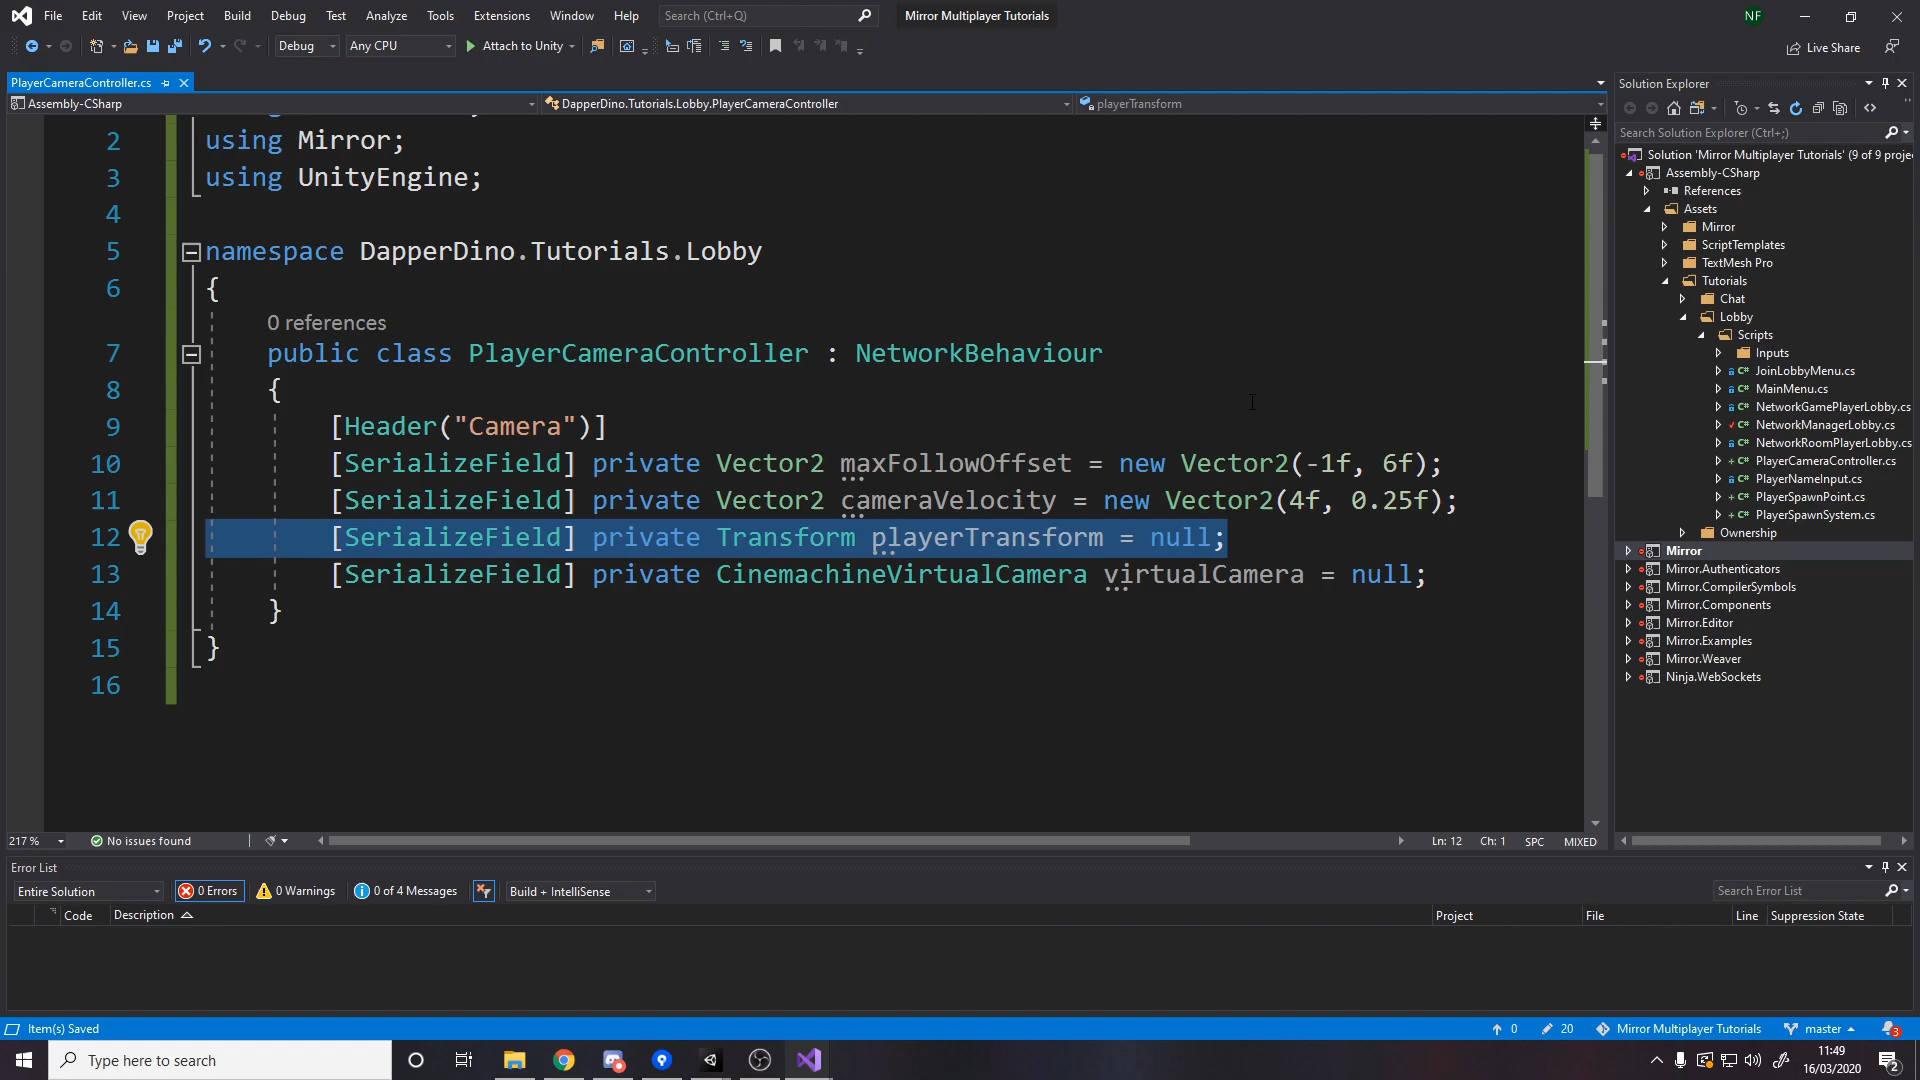 File Edit View Project Build Debug Test Analyze Tools Extensions Window Help Search (Ctrl+Q) Mirror Multiplayer Tutorials NF
Debug Any CPU Attach to Unity Live Share
PlayerCameraController.cs
Assembly-CSharp DapperDino.Tutorials.Lobby.PlayerCameraController playerTransform
2 using Mirror;
3 using UnityEngine;
4
5 namespace DapperDino.Tutorials.Lobby
6 {
0 references
7 public class PlayerCameraController : NetworkBehaviour
8 {
9 [Header("Camera")]
10 [SerializeField] private Vector2 maxFollowOffset = new Vector2(-1f, 6f);
11 [SerializeField] private Vector2 cameraVelocity = new Vector2(4f, 0.25f);
12 [SerializeField] private Transform playerTransform = null;
13 [SerializeField] private CinemachineVirtualCamera virtualCamera = null;
14 }
15 }
16
217 % No issues found Ln: 12 Ch: 1 SPC MIXED
Solution Explorer
Search Solution Explorer (Ctrl+;)
Solution 'Mirror Multiplayer Tutorials' (9 of 9 proje
Assembly-CSharp
References
Assets
Mirror
ScriptTemplates
TextMesh Pro
Tutorials
Chat
Lobby
Scripts
Inputs
C# JoinLobbyMenu.cs
C# MainMenu.cs
C# NetworkGamePlayerLobby.cs
C# NetworkManagerLobby.cs
C# NetworkRoomPlayerLobby.cs
C# PlayerCameraController.cs
C# PlayerNameInput.cs
C# PlayerSpawnPoint.cs
C# PlayerSpawnSystem.cs
Ownership
Mirror
Mirror.Authenticators
Mirror.CompilerSymbols
Mirror.Components
Mirror.Editor
Mirror.Examples
Mirror.Weaver
Ninja.WebSockets
Error List
Entire Solution 0 Errors 0 Warnings 0 of 4 Messages Build + IntelliSense Search Error List
Code Description Project File Line Suppression State
Item(s) Saved 0 20 Mirror Multiplayer Tutorials master 3
Type here to search 11:49
16/03/2020 2